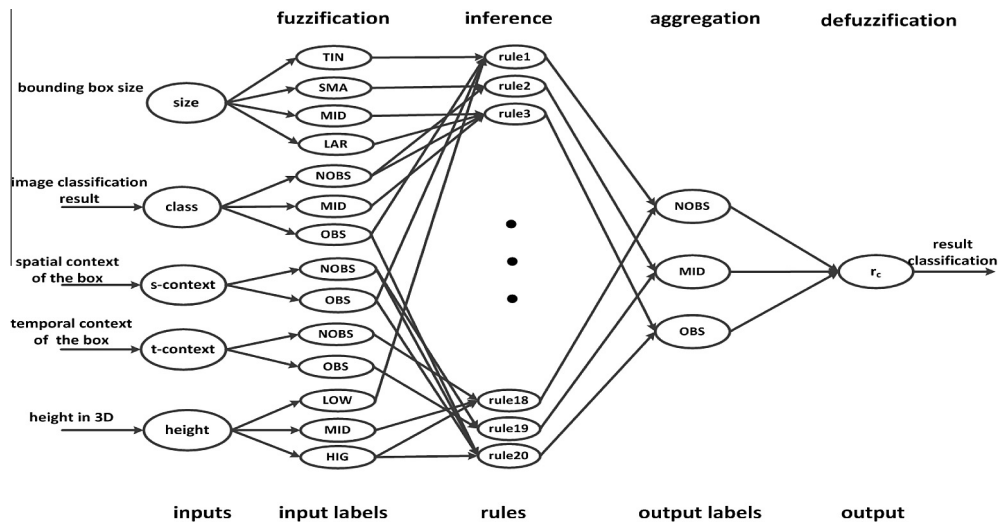 fuzzification inference aggregation defuzzification
bounding box size
size
TIN
SMA
MID
LAR
image classification
result
class
NOBS
MID
OBS
spatial context
of the box
s-context
NOBS
OBS
temporal context
of the box
t-context
NOBS
OBS
height in 3D
height
LOW
MID
HIG
rule1
rule2
rule3
rule18
rule19
rule20
NOBS
MID
OBS
rc
result
classification
inputs input labels rules output labels output